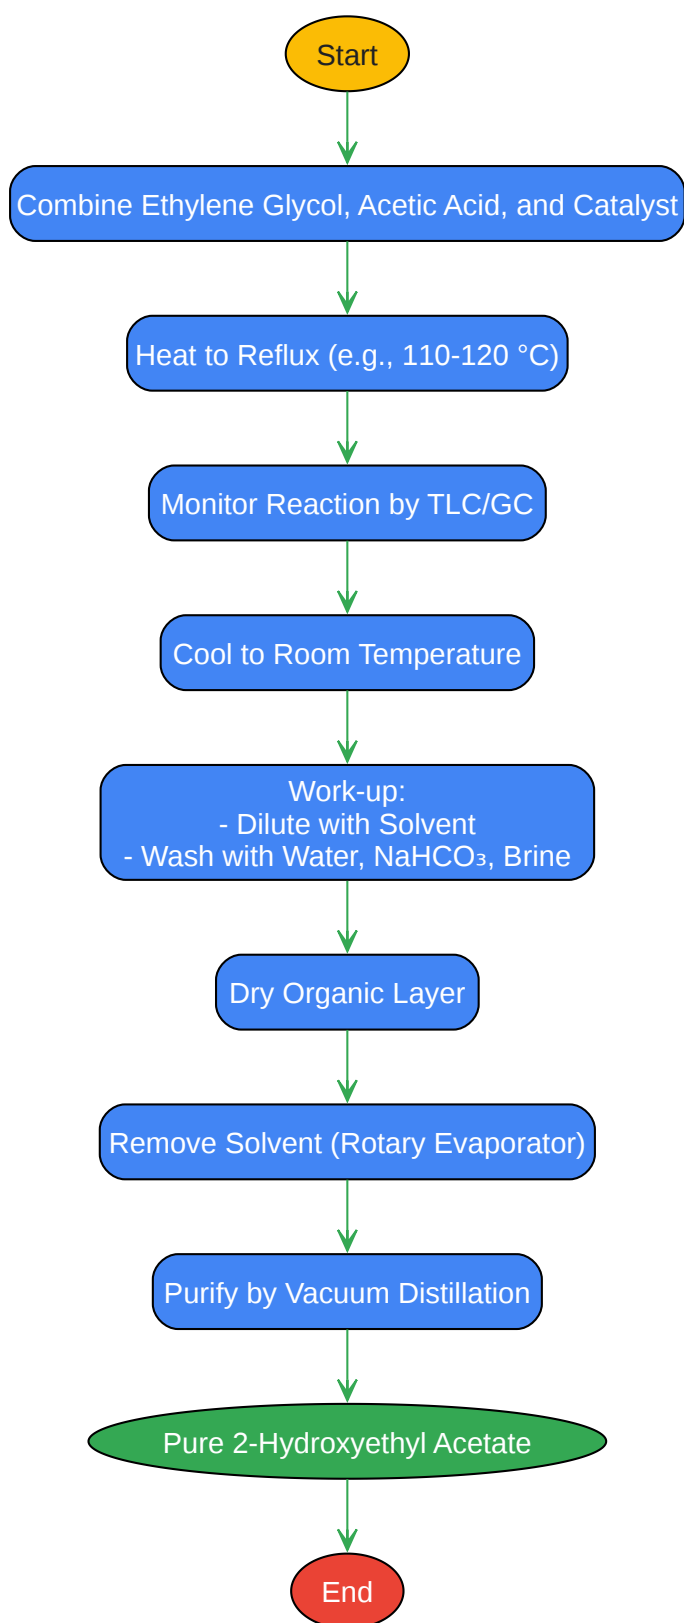 Start
Combine Ethylene Glycol, Acetic Acid, and Catalyst
Heat to Reflux (e.g., 110-120 °C)
Monitor Reaction by TLC/GC
Cool to Room Temperature
Work-up:
- Dilute with Solvent
- Wash with Water, NaHCO₃, Brine
Dry Organic Layer
Remove Solvent (Rotary Evaporator)
Purify by Vacuum Distillation
Pure 2-Hydroxyethyl Acetate
End